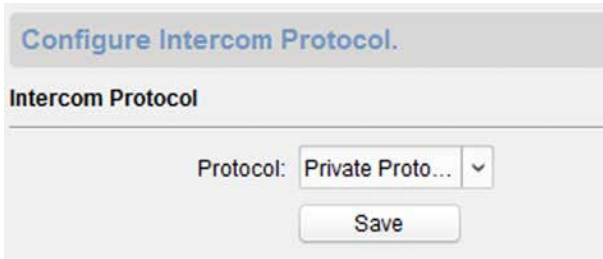 Configure Intercom Protocol.
Intercom Protocol
Protocol: Private Proto...
Save